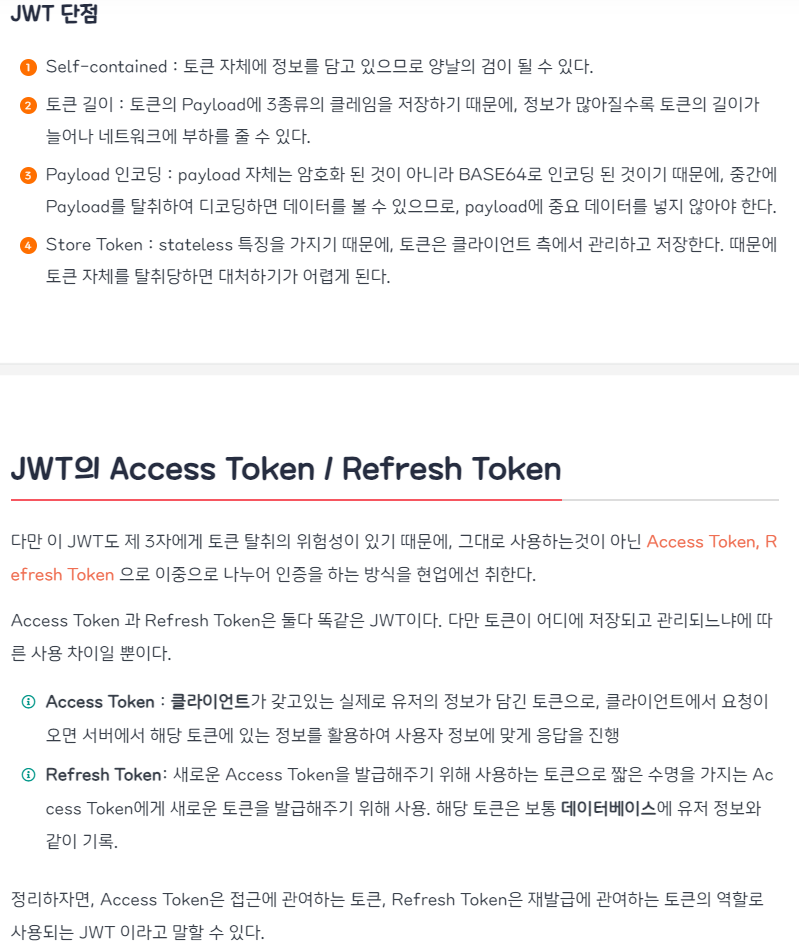 JWT 단점
1 Self-contained : 토큰 자체에 정보를 담고 있으므로 양날의 검이 될 수 있다.
2 토큰 길이 : 토큰의 Payload에 3종류의 클레임을 저장하기 때문에, 정보가 많아질수록 토큰의 길이가
늘어나 네트워크에 부하를 줄 수 있다.
3 Payload 인코딩 : payload 자체는 암호화 된 것이 아니라 BASE64로 인코딩 된 것이기 때문에, 중간에
Payload를 탈취하여 디코딩하면 데이터를 볼 수 있으므로, payload에 중요 데이터를 넣지 않아야 한다.
4 Store Token : stateless 특징을 가지기 때문에, 토큰은 클라이언트 측에서 관리하고 저장한다. 때문에
토큰 자체를 탈취당하면 대처하기가 어렵게 된다.
JWT의 Access Token / Refresh Token
다만 이 JWT도 제 3자에게 토큰 탈취의 위험성이 있기 때문에, 그대로 사용하는것이 아닌 Access Token, R
efresh Token 으로 이중으로 나누어 인증을 하는 방식을 현업에선 취한다.
Access Token 과 Refresh Token은 둘다 똑같은 JWT이다. 다만 토큰이 어디에 저장되고 관리되느냐에 따
른 사용 차이일 뿐이다.
Access Token : 클라이언트가 갖고있는 실제로 유저의 정보가 담긴 토큰으로, 클라이언트에서 요청이
오면 서버에서 해당 토큰에 있는 정보를 활용하여 사용자 정보에 맞게 응답을 진행
Refresh Token: 새로운 Access Token을 발급해주기 위해 사용하는 토큰으로 짧은 수명을 가지는 Ac
cess Token에게 새로운 토큰을 발급해주기 위해 사용. 해당 토큰은 보통 데이터베이스에 유저 정보와
같이 기록.
정리하자면, Access Token은 접근에 관여하는 토큰, Refresh Token은 재발급에 관여하는 토큰의 역할로
사용되는 JWT 이라고 말할 수 있다.